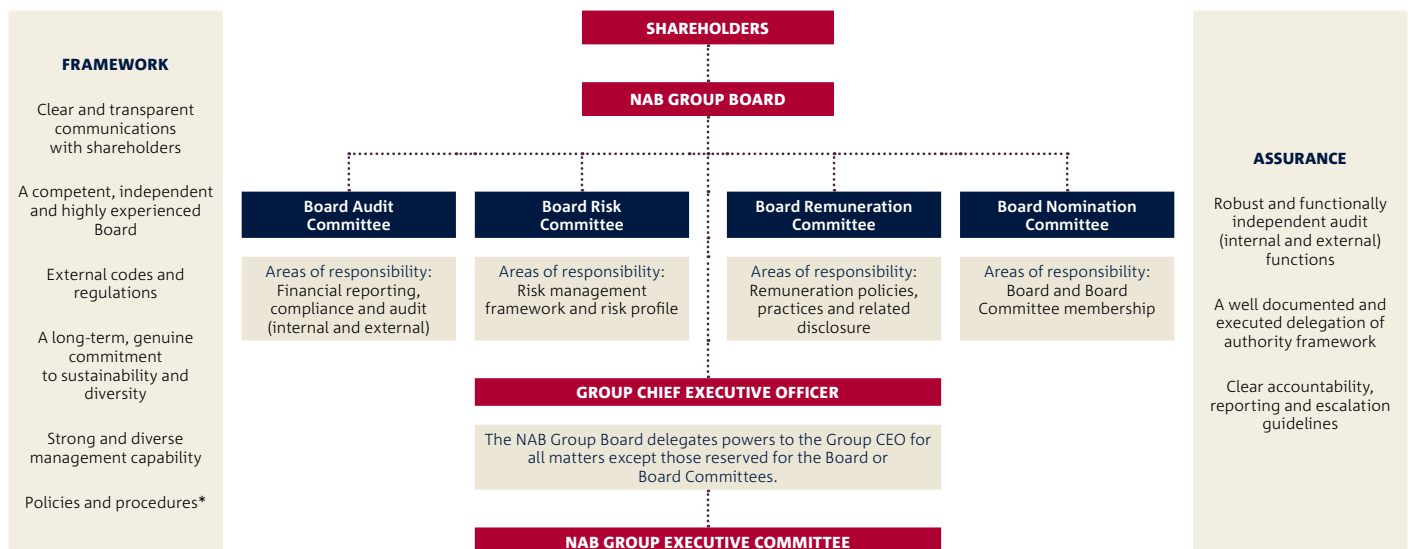 FRAMEWORK
Clear and transparent
communications
with shareholders
A competent, independent
and highly experienced
Board
External codes and
regulations
A long-term, genuine
commitment
to sustainability and
diversity
Strong and diverse
management capability
Policies and procedures*
SHAREHOLDERS
NAB GROUP BOARD
Board Audit
Committee
Areas of responsibility:
Financial reporting,
compliance and audit
(internal and external)
Board Risk
Committee
Areas of responsibility:
Risk management
framework and risk profile
Board Remuneration
Committee
Areas of responsibility:
Remuneration policies,
practices and related
disclosure
Board Nomination
Committee
Areas of responsibility:
Board and Board
Committee membership
GROUP CHIEF EXECUTIVE OFFICER
The NAB Group Board delegates powers to the Group CEO for
all matters except those reserved for the Board or
Board Committees.
NAB GROUP EXECUTIVE COMMITTEE
ASSURANCE
Robust and functionally
independent audit
(internal and external)
functions
A well documented and
executed delegation of
authority framework
Clear accountability,
reporting and escalation
guidelines